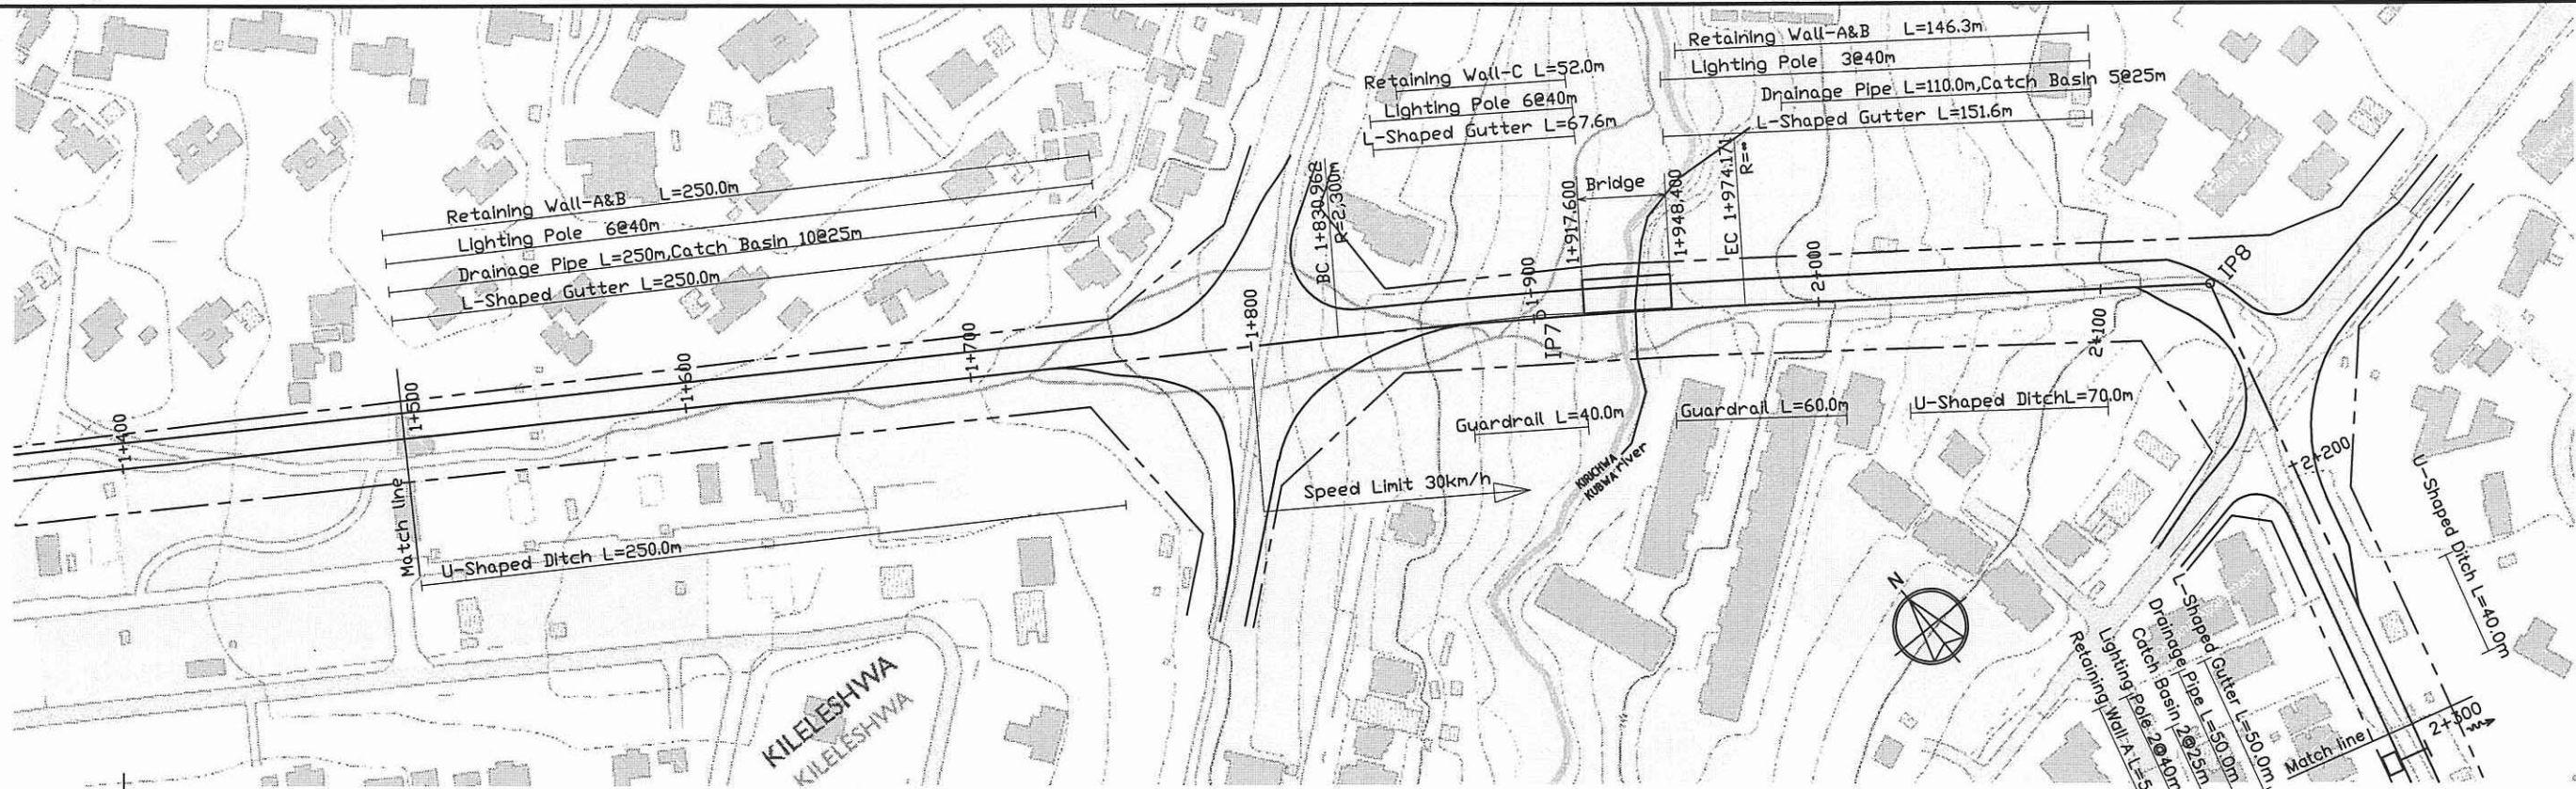 Retaining Wall-A&B L=146.3m
Lighting Pole 3@40m
Drainage Pipe L=110.0m,Catch Basin 5@25m
L-Shaped Gutter L=151.6m
Retaining Wall-C L=52.0m
Lighting Pole 6@40m
L-Shaped Gutter L=67.6m
Retaining Wall-A&B L=250.0m
Lighting Pole 6@40m
Drainage Pipe L=250m,Catch Basin 10@25m
L-Shaped Gutter L=250.0m
BC 1+830.962
R=2,300m
1+917.600
Bridge
1+948.400
EC 1+974.171
R=∞
1+400
1+500
1+600
1+700
1+800
1+900
IP7
2+000
2+100
IP8
2+200
Match line
U-Shaped Ditch L=250.0m
Guardrail L=40.0m
Guardrail L=60.0m
U-Shaped DitchL=70.0m
Speed Limit 30km/h
KIRICHWA
KUBWA river
N
KILELESHWA
KILELESHWA
U-Shaped Ditch L=40.0m
L-Shaped Gutter L=50.0m
Drainage Pipe L=50.0m
Catch Basin 2@25m
Lighting Pole 2@40m
Retaining Wall A L=5
Match line
2+300